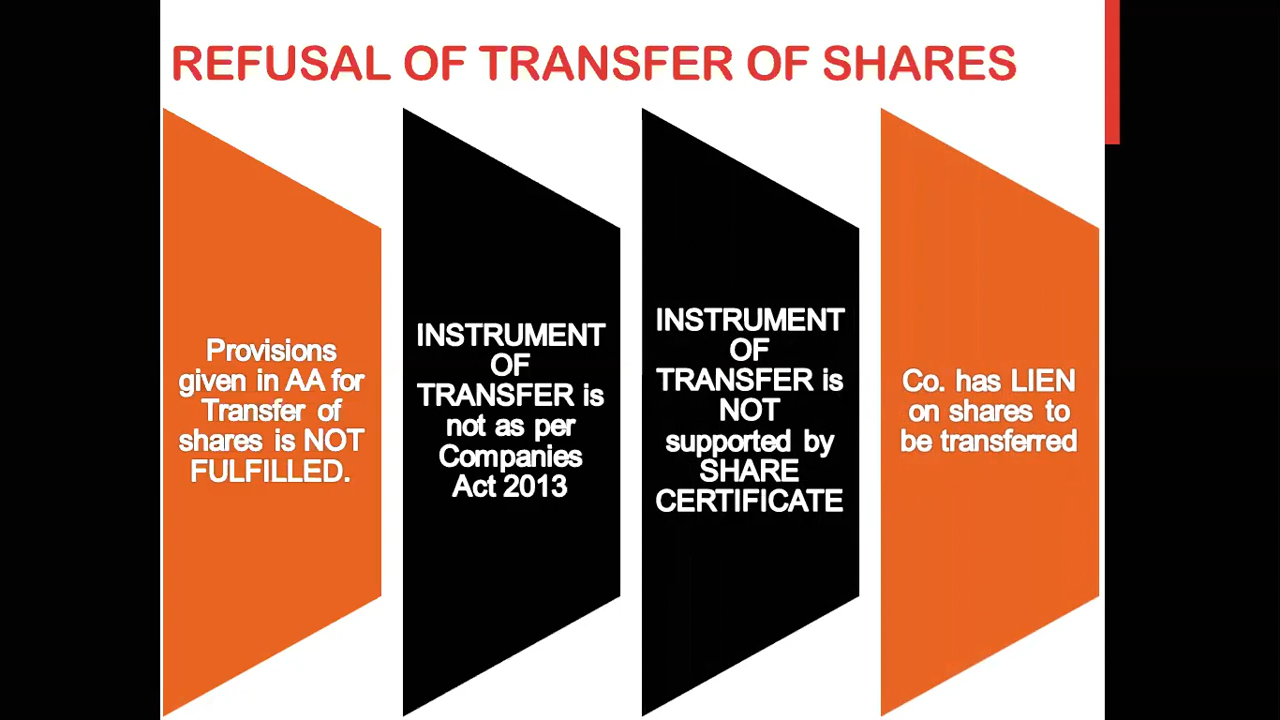 REFUSAL OF TRANSFER OF SHARES
Provisions
given in AA for
Transfer of
shares is NOT
FULFILLED.
INSTRUMENT
OF
TRANSFER is
not as per
Companies
Act 2013
INSTRUMENT
OF
TRANSFER is
NOT
supported by
SHARE
CERTIFICATE
Co. has LIEN
on shares to
be transferred